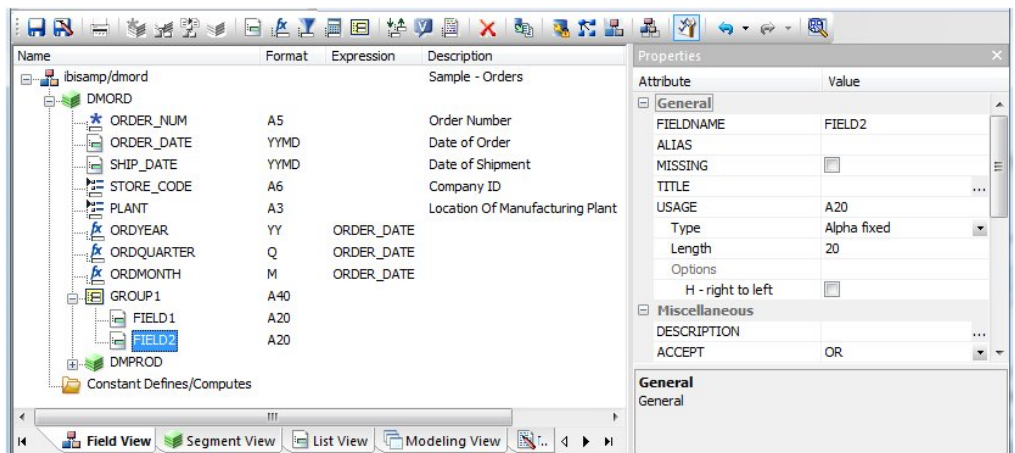 Name Format Expression Description
ibisamp/dmord Sample - Orders
DMORD
ORDER_NUM A5 Order Number
ORDER_DATE YYMD Date of Order
SHIP_DATE YYMD Date of Shipment
STORE_CODE A6 Company ID
PLANT A3 Location Of Manufacturing Plant
ORDYEAR YY ORDER_DATE
ORDQUARTER Q ORDER_DATE
ORDMONTH M ORDER_DATE
GROUP1 A40
FIELD1 A20
FIELD2 A20
DMPROD
Constant Defines/Computes
Field View Segment View List View Modeling View T..
Properties
Attribute Value
General
FIELDNAME FIELD2
ALIAS
MISSING
TITLE ...
USAGE A20
Type Alpha fixed
Length 20
Options
H - right to left
Miscellaneous
DESCRIPTION ...
ACCEPT OR
General
General